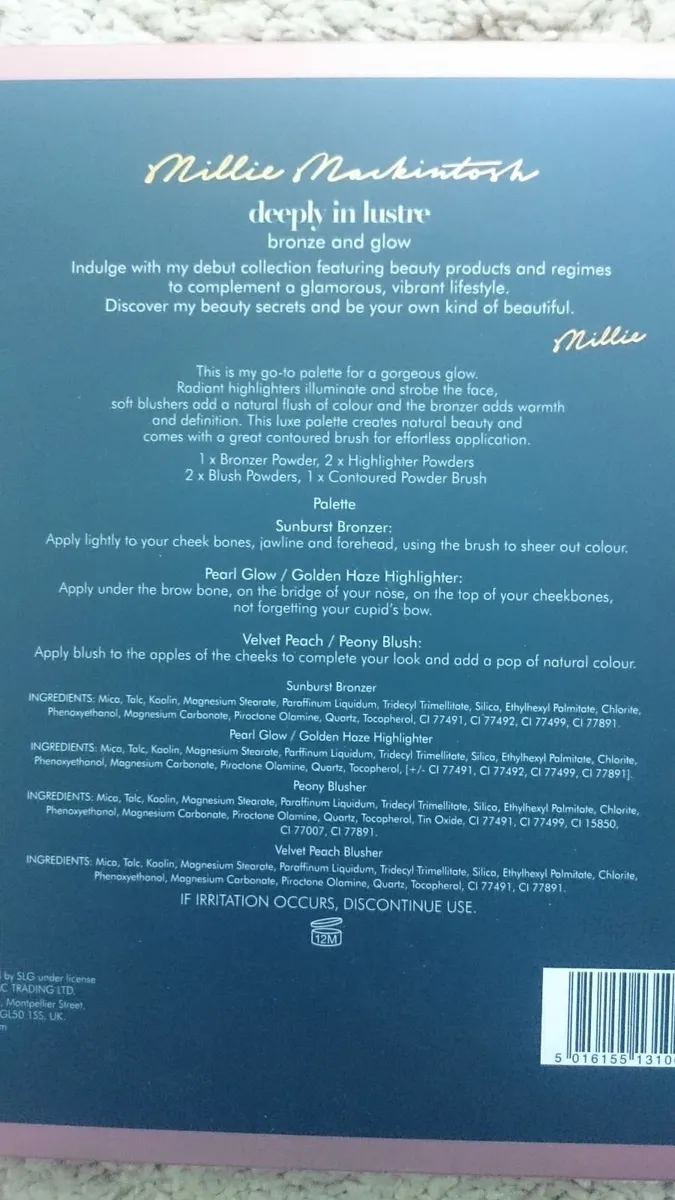 Millie Mackintosh
deeply in lustre
bronze and glow
Indulge with my debut collection featuring beauty products and regimes
to complement a glamorous, vibrant lifestyle.
Discover my beauty secrets and be your own kind of beautiful.
Millie
This is my go-to palette for a gorgeous glow.
Radiant highlighters illuminate and strobe the face,
soft blushers add a natural flush of colour and the bronzer adds warmth
and definition. This luxe palette creates natural beauty and
comes with a great contoured brush for effortless application.
1 x Bronzer Powder, 2 x Highlighter Powders
2 x Blush Powders, 1 x Contoured Powder Brush
Palette
Sunburst Bronzer:
Apply lightly to your cheek bones, jawline and forehead, using the brush to sheer out colour.
Pearl Glow / Golden Haze Highlighter:
Apply under the brow bone, on the bridge of your nose, on the top of your cheekbones,
not forgetting your cupid's bow.
Velvet Peach / Peony Blush:
Apply blush to the apples of the cheeks to complete your look and add a pop of natural colour.
Sunburst Bronzer
INGREDIENTS: Mica, Talc, Kaolin, Magnesium Stearate, Paraffinum Liquidum, Tridecyl Trimellitate, Silica, Ethylhexyl Palmitate, Chlorite,
Phenoxyethanol, Magnesium Carbonate, Piroctone Olamine, Quartz, Tocopherol, CI 77491, CI 77492, CI 77499, CI 77891.
Pearl Glow / Golden Haze Highlighter
INGREDIENTS: Mica, Talc, Kaolin, Magnesium Stearate, Parffinum Liquidum, Tridecyl Trimellitate, Silica, Ethylhexyl Palmitate, Chlorite,
Phenoxyethanol, Magnesium Carbonate, Piroctone Olamine, Quartz, Tocopherol, [+/- CI 77491, CI 77492, CI 77499, CI 77891].
Peony Blusher
INGREDIENTS: Mica, Talc, Kaolin, Magnesium Stearate, Paraffinum Liquidum, Tridecyl Trimellitate, Silica, Ethylhexyl Palmitate, Chlorite,
Phenoxyethanol, Magnesium Carbonate, Piroctone Olamine, Quartz, Tocopherol, Tin Oxide, CI 77491, CI 77499, CI 15850,
CI 77007, CI 77891.
Velvet Peach Blusher
INGREDIENTS: Mica, Talc, Kaolin, Magnesium Stearate, Paraffinum Liquidum, Tridecyl Trimellitate, Silica, Ethylhexyl Palmitate, Chlorite,
Phenoxyethanol, Magnesium Carbonate, Piroctone Olamine, Quartz, Tocopherol, CI 77491, CI 77891.
IF IRRITATION OCCURS, DISCONTINUE USE.
12M
by SLG under license
C TRADING LTD.
, Montpellier Street,
GL50 1SS, UK.
m
5 016155 1310